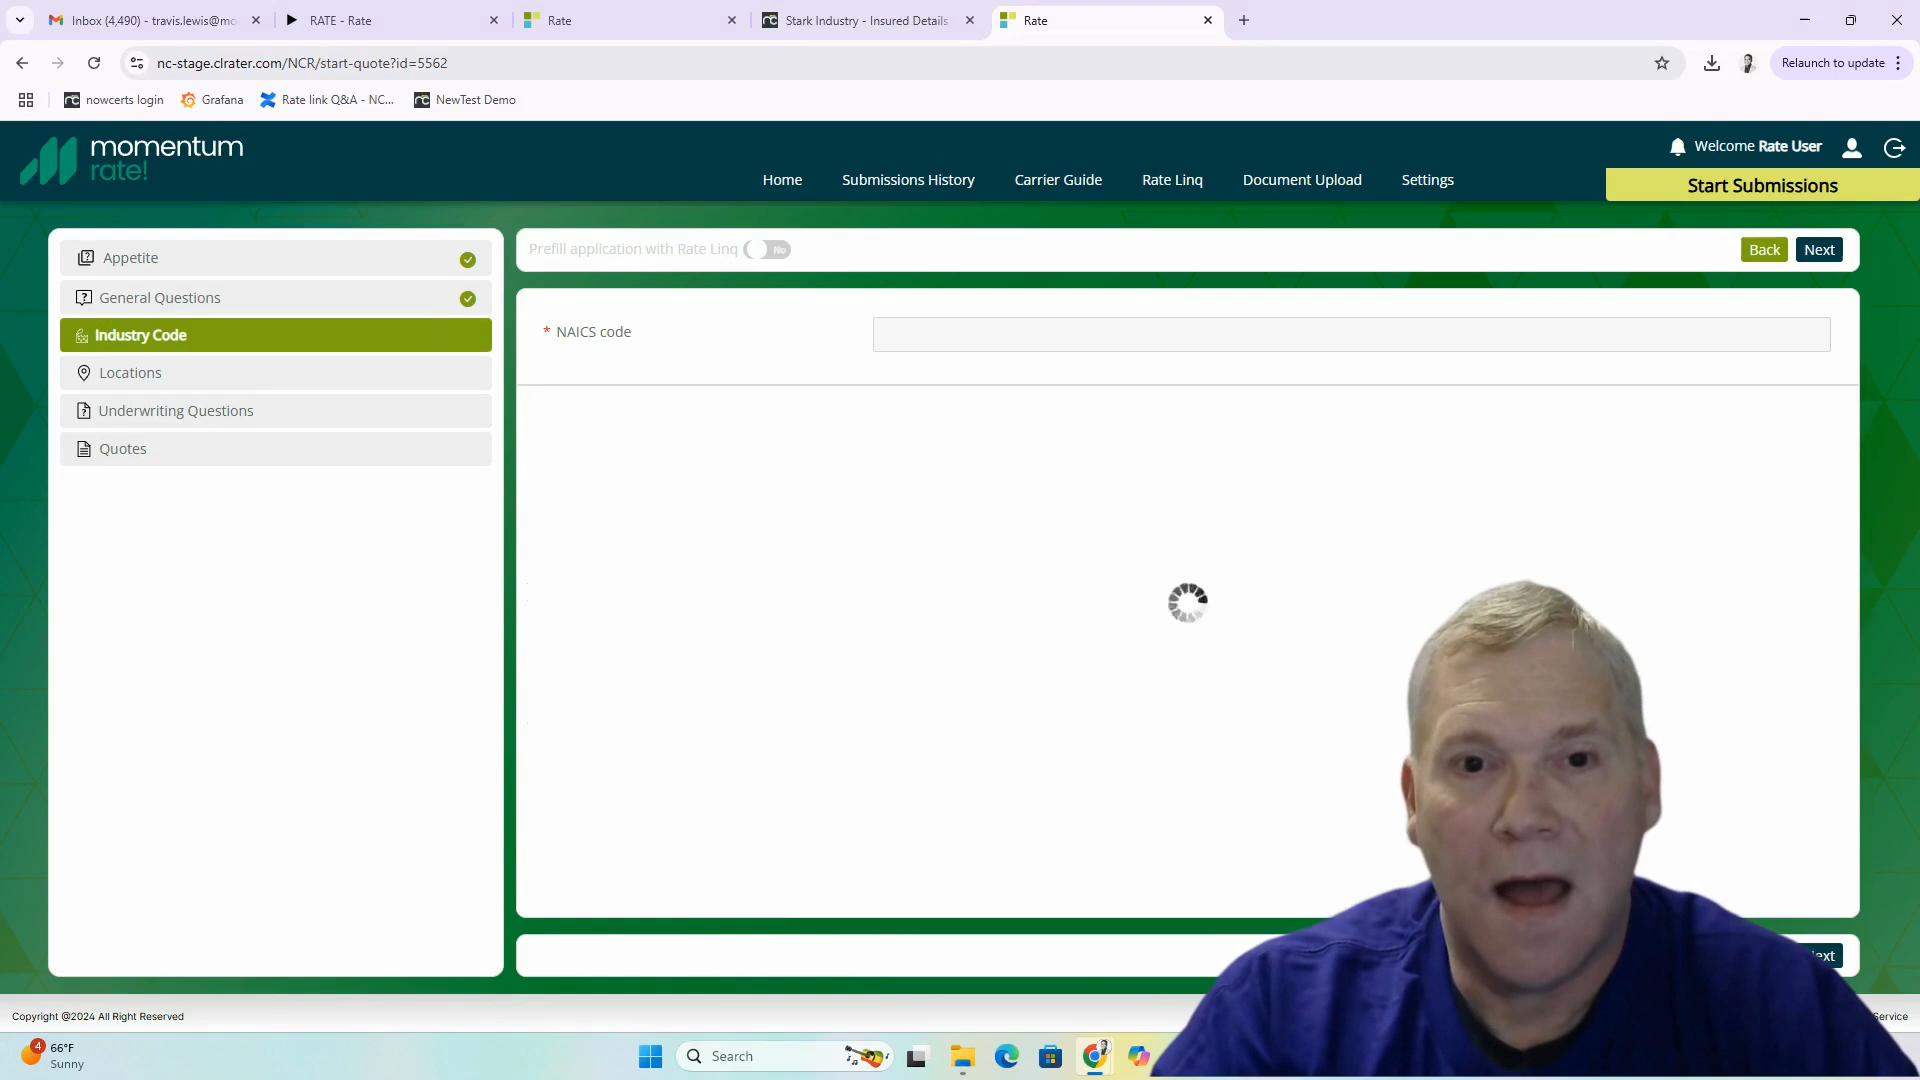 Inbox (4,490) - travis.lewis@mo
RATE - Rate
Rate
Stark Industry - Insured Details
Rate
nc-stage.clrater.com/NCR/start-quote?id=5562
Relaunch to update
nowcerts login
Grafana
Rate link Q&A - NC...
NewTest Demo
momentum
rate!
Welcome Rate User
Home
Submissions History
Carrier Guide
Rate Linq
Document Upload
Settings
Start Submissions
Appetite
General Questions
Industry Code
Locations
Underwriting Questions
Quotes
Prefill application with Rate Linq
No
Back
Next
* NAICS code
ext
Copyright @2024 All Right Reserved
Service
4
66°F
Sunny
Search